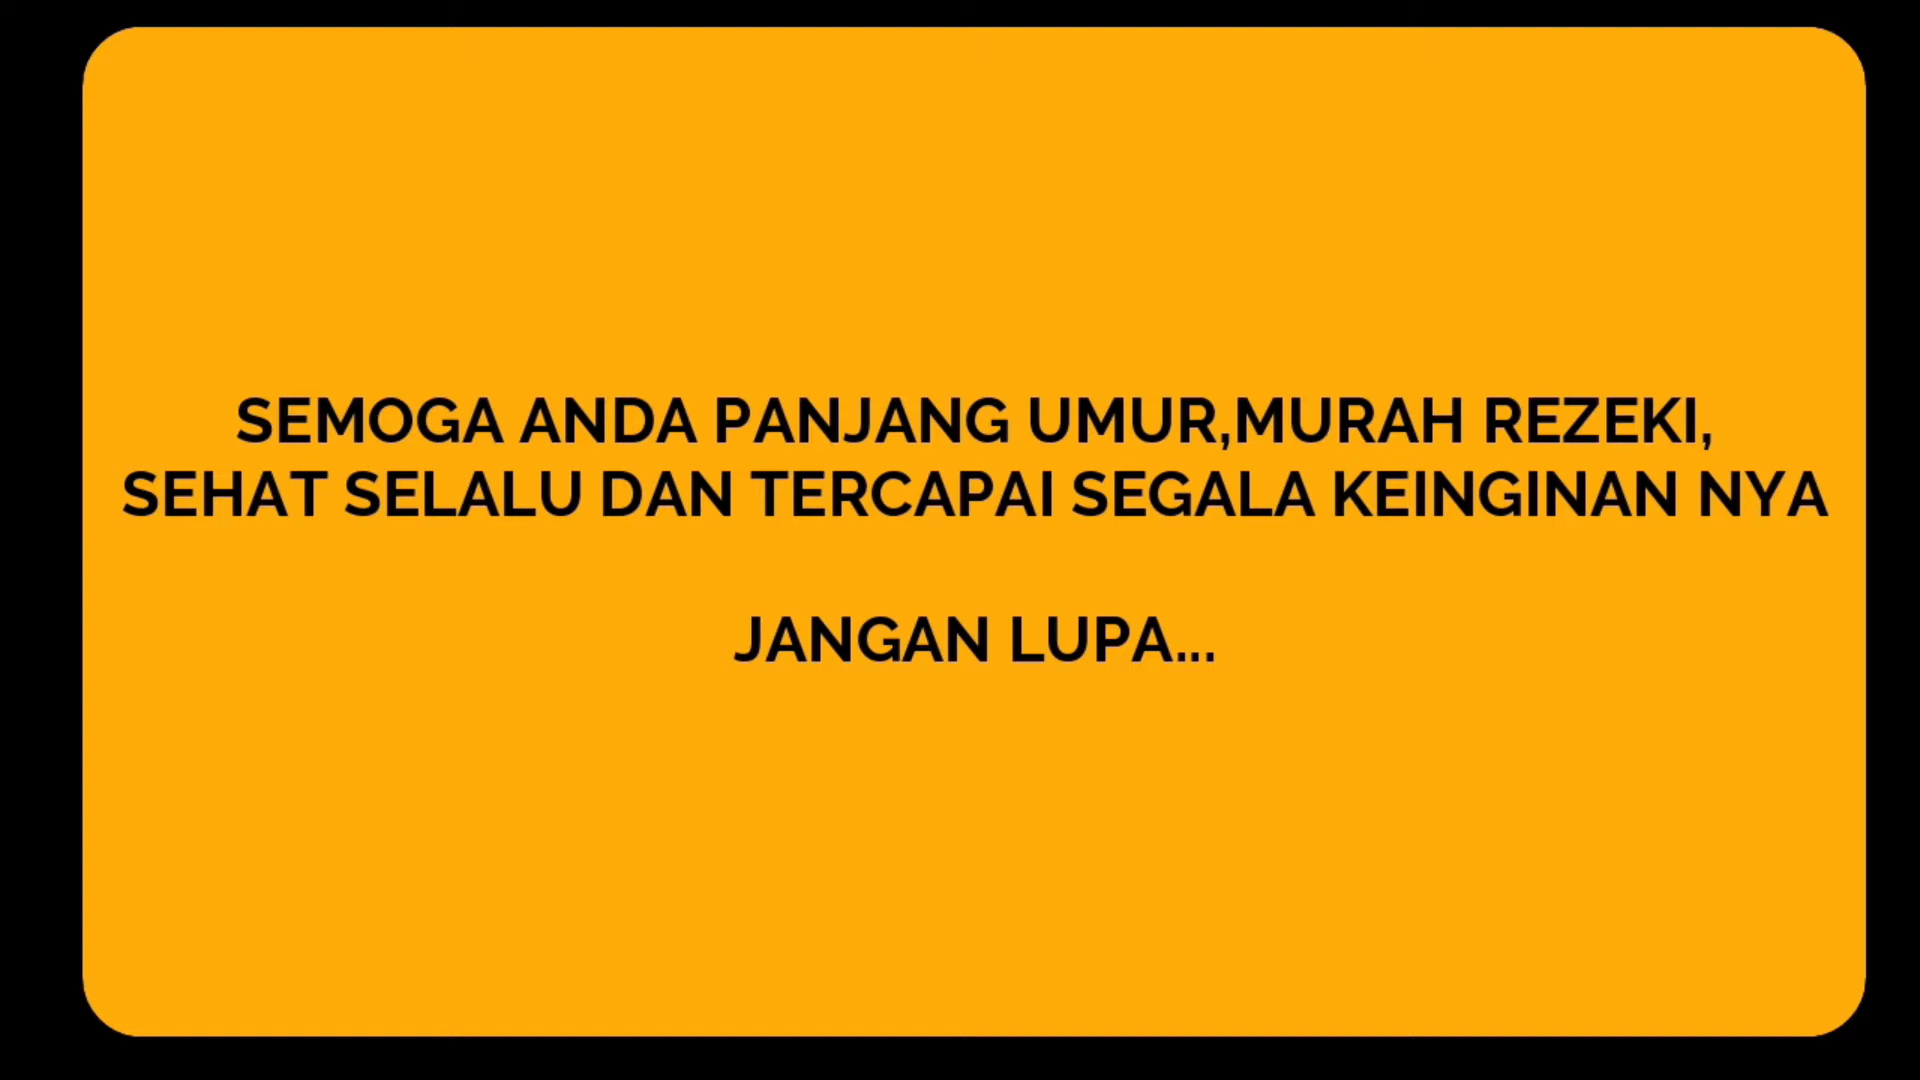 SEMOGA ANDA PANJANG UMUR,MURAH REZEKI,
SEHAT SELALU DAN TERCAPAI SEGALA KEINGINAN NYA
JANGAN LUPA...